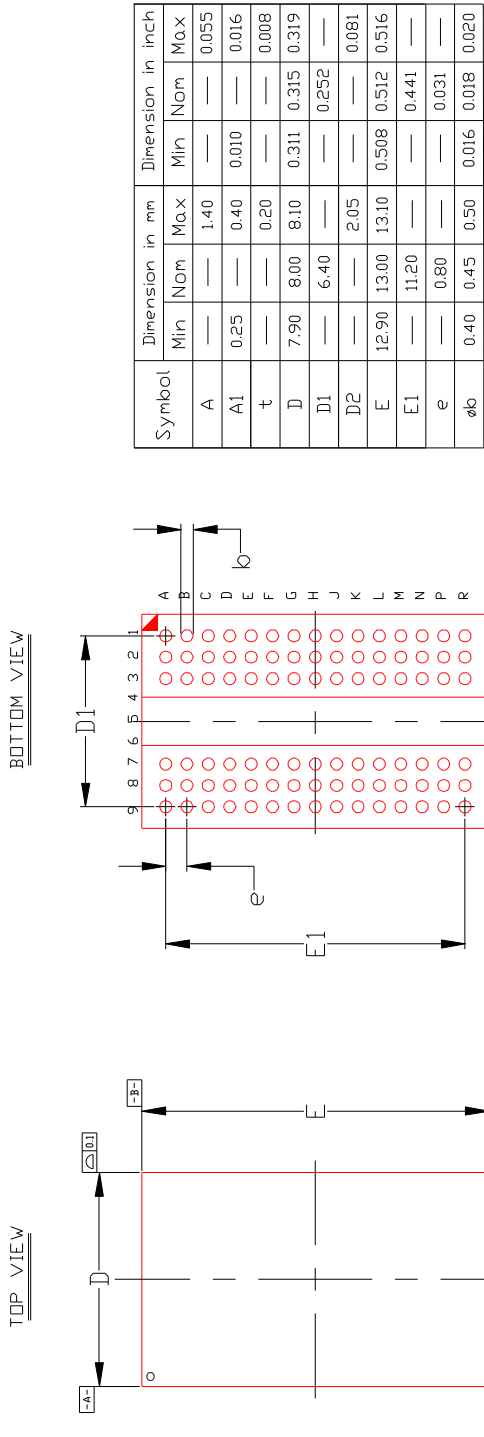 TOP VIEW
-A-
D
0.1
-B-
E
BOTTOM VIEW
D1
9 8 7 6 5 4 3 2 1
A
B
C
D
E
F
G
H
J
K
L
M
N
P
R
e
b
E1
Symbol Dimension in mm Dimension in inch
Min Nom Max Min Nom Max
A — — 1.40 — — 0.055
A1 0.25 — 0.40 0.010 — 0.016
t — — 0.20 — — 0.008
D 7.90 8.00 8.10 0.311 0.315 0.319
D1 — 6.40 — — 0.252 —
D2 — — 2.05 — — 0.081
E 12.90 13.00 13.10 0.508 0.512 0.516
E1 — 11.20 — — 0.441 —
e — 0.80 — — 0.031 —
øb 0.40 0.45 0.50 0.016 0.018 0.020